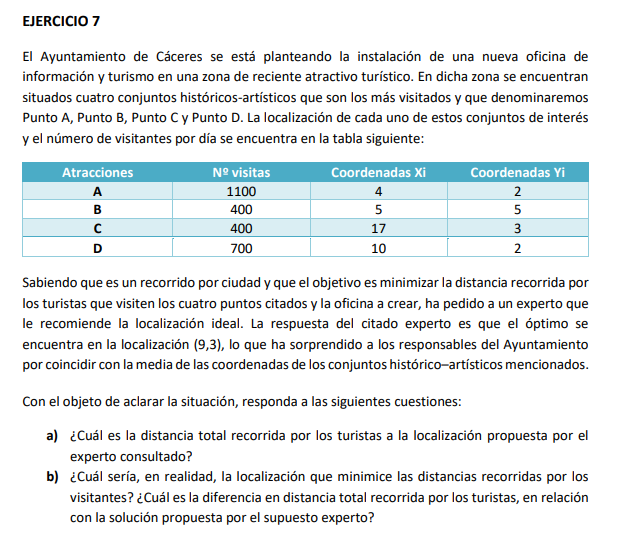 EJERCICIO 7
El Ayuntamiento de Cáceres se está planteando la instalación de una nueva oficina de
información y turismo en una zona de reciente atractivo turístico. En dicha zona se encuentran
situados cuatro conjuntos históricos-artísticos que son los más visitados y que denominaremos
Punto A, Punto B, Punto C y Punto D. La localización de cada uno de estos conjuntos de interés
y el número de visitantes por día se encuentra en la tabla siguiente:
Atracciones Nº visitas Coordenadas Xi Coordenadas Yi
A 1100 4 2
B 400 5 5
C 400 17 3
D 700 10 2
Sabiendo que es un recorrido por ciudad y que el objetivo es minimizar la distancia recorrida por
los turistas que visiten los cuatro puntos citados y la oficina a crear, ha pedido a un experto que
le recomiende la localización ideal. La respuesta del citado experto es que el óptimo se
encuentra en la localización (9,3), lo que ha sorprendido a los responsables del Ayuntamiento
por coincidir con la media de las coordenadas de los conjuntos histórico–artísticos mencionados.
Con el objeto de aclarar la situación, responda a las siguientes cuestiones:
a) ¿Cuál es la distancia total recorrida por los turistas a la localización propuesta por el
experto consultado?
b) ¿Cuál sería, en realidad, la localización que minimice las distancias recorridas por los
visitantes? ¿Cuál es la diferencia en distancia total recorrida por los turistas, en relación
con la solución propuesta por el supuesto experto?